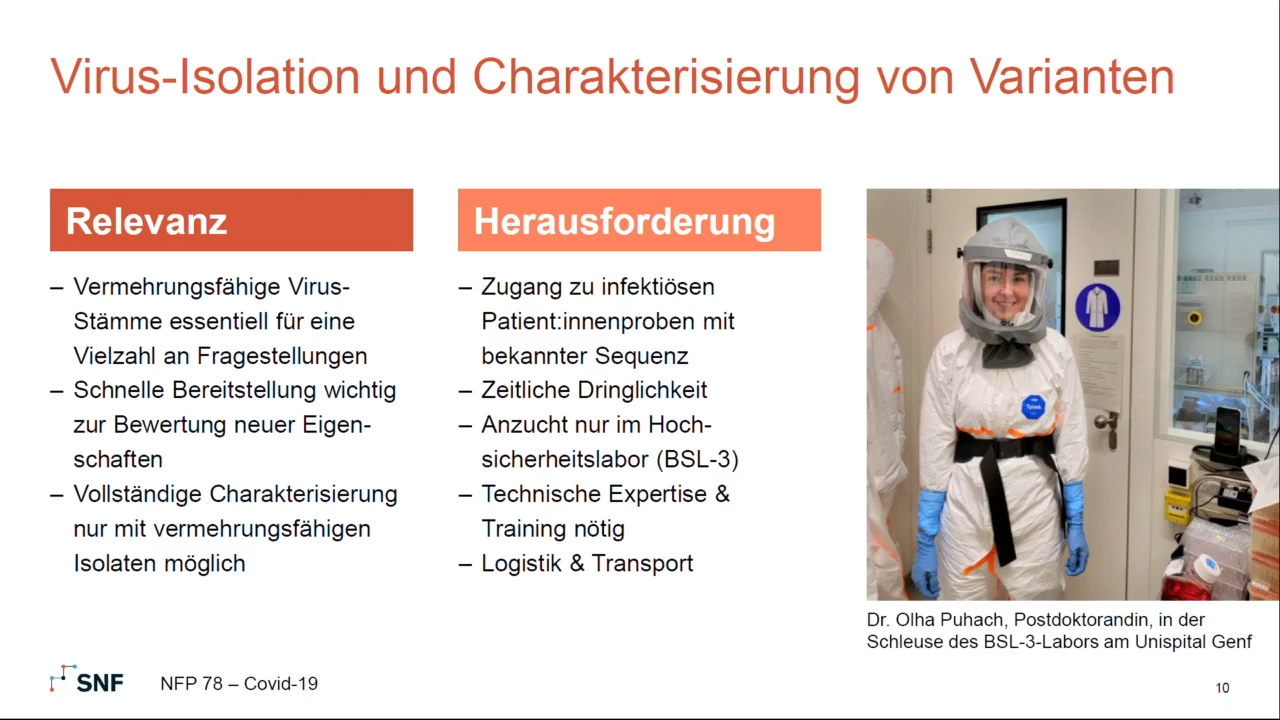 Virus-Isolation und Charakterisierung von Varianten
Relevanz
– Vermehrungsfähige Virus-
Stämme essentiell für eine
Vielzahl an Fragestellungen
– Schnelle Bereitstellung wichtig
zur Bewertung neuer Eigen-
schaften
– Vollständige Charakterisierung
nur mit vermehrungsfähigen
Isolaten möglich
Herausforderung
– Zugang zu infektiösen
Patient:innenproben mit
bekannter Sequenz
– Zeitliche Dringlichkeit
– Anzucht nur im Hoch-
sicherheitslabor (BSL-3)
– Technische Expertise &
Training nötig
– Logistik & Transport
Tyvek
Dr. Olha Puhach, Postdoktorandin, in der
Schleuse des BSL-3-Labors am Unispital Genf
SNF
NFP 78 – Covid-19
10